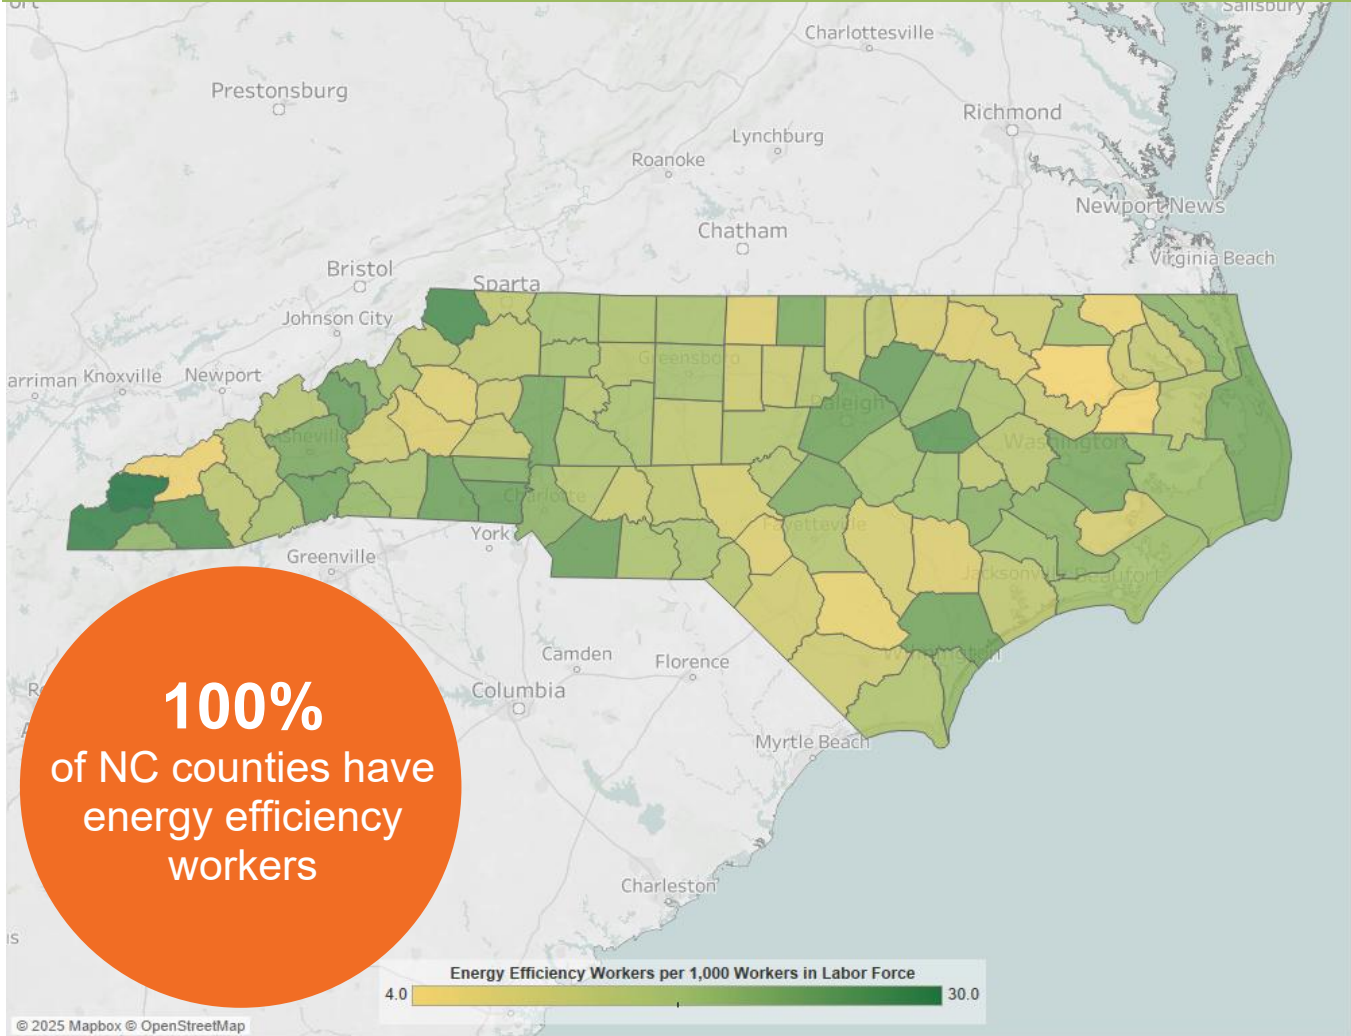 Salisbury
Charlottesville
Prestonsburg
Richmond
Lynchburg
Roanoke
Newport News
Chatham
Virginia Beach
Bristol
Sparta
Johnson City
Greensboro
arriman
Knoxville
Newport
Raleigh
Asheville
Washington
Charlotte
Fayetteville
York
Greenville
Jacksonville
Beaufort
Wilmington
Camden
Florence
Columbia
Myrtle Beach
100%
of NC counties have
energy efficiency
workers
Charleston
Energy Efficiency Workers per 1,000 Workers in Labor Force
4.0
30.0
© 2025 Mapbox © OpenStreetMap